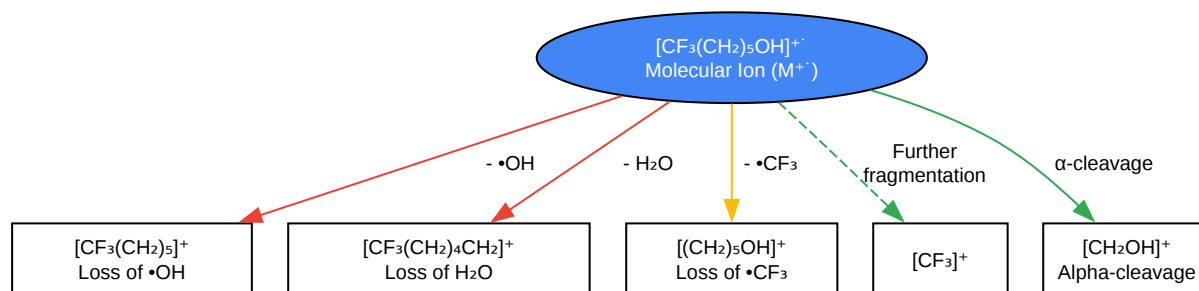 [CF₃(CH₂)₅OH]⁺˙
Molecular Ion (M⁺˙)
- •OH
- H₂O
- •CF₃
Further
fragmentation
α-cleavage
[CF₃(CH₂)₅]⁺
Loss of •OH
[CF₃(CH₂)₄CH₂]⁺
Loss of H₂O
[(CH₂)₅OH]⁺
Loss of •CF₃
[CF₃]⁺
[CH₂OH]⁺
Alpha-cleavage